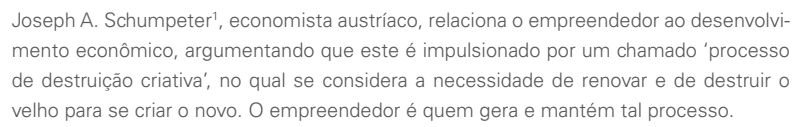 Joseph A. Schumpeter¹, economista austríaco, relaciona o empreendedor ao desenvolvi-
mento econômico, argumentando que este é impulsionado por um chamado ‘processo
de destruição criativa’, no qual se considera a necessidade de renovar e de destruir o
velho para se criar o novo. O empreendedor é quem gera e mantém tal processo.